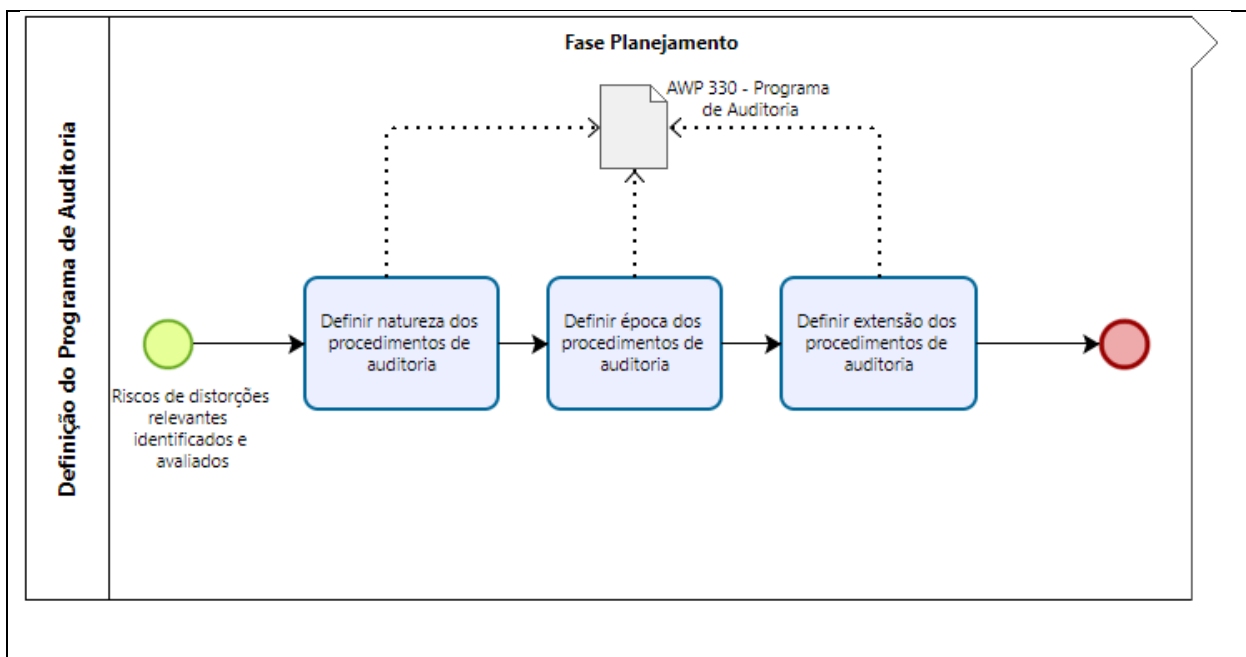 Fase Planejamento
Definição do Programa de Auditoria
AWP 330 - Programa
de Auditoria
Definir natureza dos
procedimentos de
auditoria
Definir época dos
procedimentos de
auditoria
Definir extensão dos
procedimentos de
auditoria
Riscos de distorções
relevantes
identificados e
avaliados